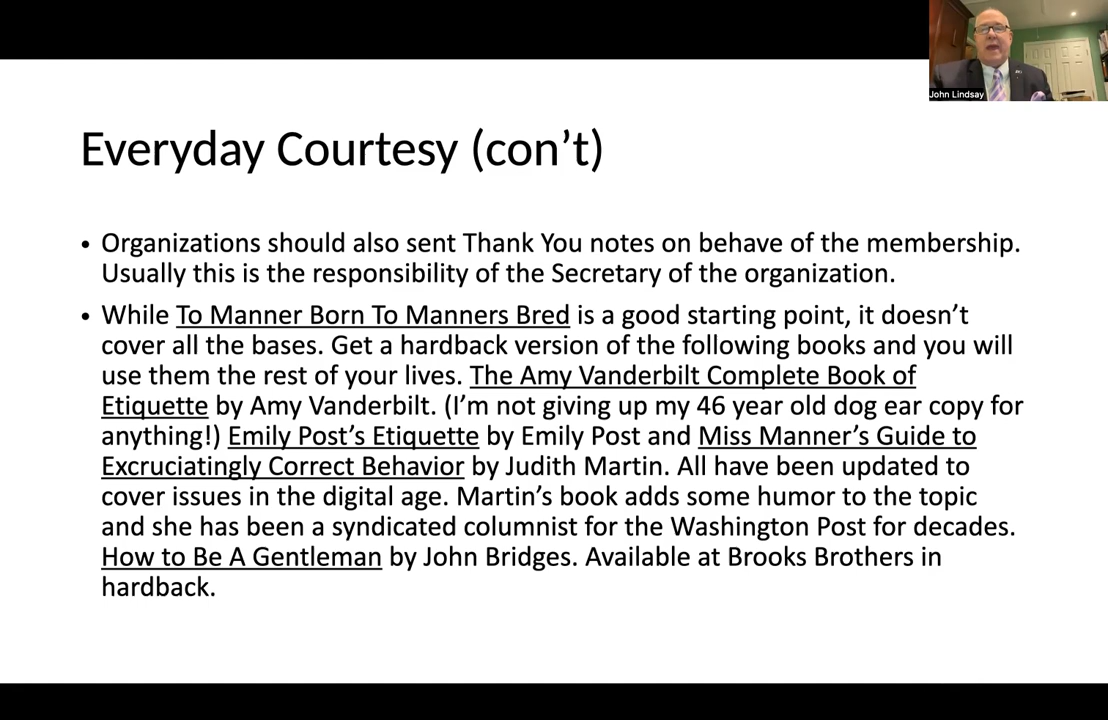 John Lindsay
Everyday Courtesy (con’t)
• Organizations should also sent Thank You notes on behave of the membership.
Usually this is the responsibility of the Secretary of the organization.
• While To Manner Born To Manners Bred is a good starting point, it doesn’t
cover all the bases. Get a hardback version of the following books and you will
use them the rest of your lives. The Amy Vanderbilt Complete Book of
Etiquette by Amy Vanderbilt. (I’m not giving up my 46 year old dog ear copy for
anything!) Emily Post’s Etiquette by Emily Post and Miss Manner’s Guide to
Excruciatingly Correct Behavior by Judith Martin. All have been updated to
cover issues in the digital age. Martin’s book adds some humor to the topic
and she has been a syndicated columnist for the Washington Post for decades.
How to Be A Gentleman by John Bridges. Available at Brooks Brothers in
hardback.